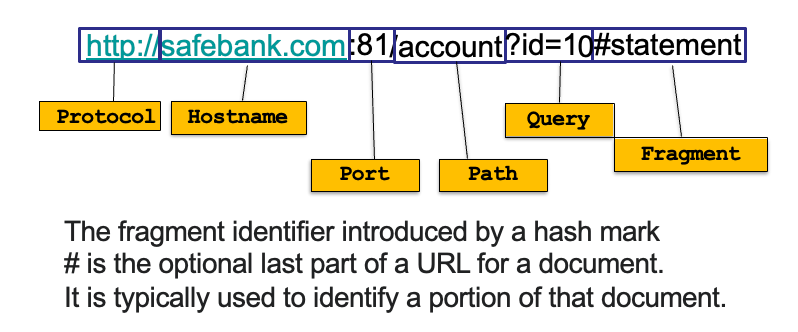 http://safebank.com:81/account?id=10#statement
Protocol
Hostname
Query
Port
Path
Fragment
The fragment identifier introduced by a hash mark
# is the optional last part of a URL for a document.
It is typically used to identify a portion of that document.